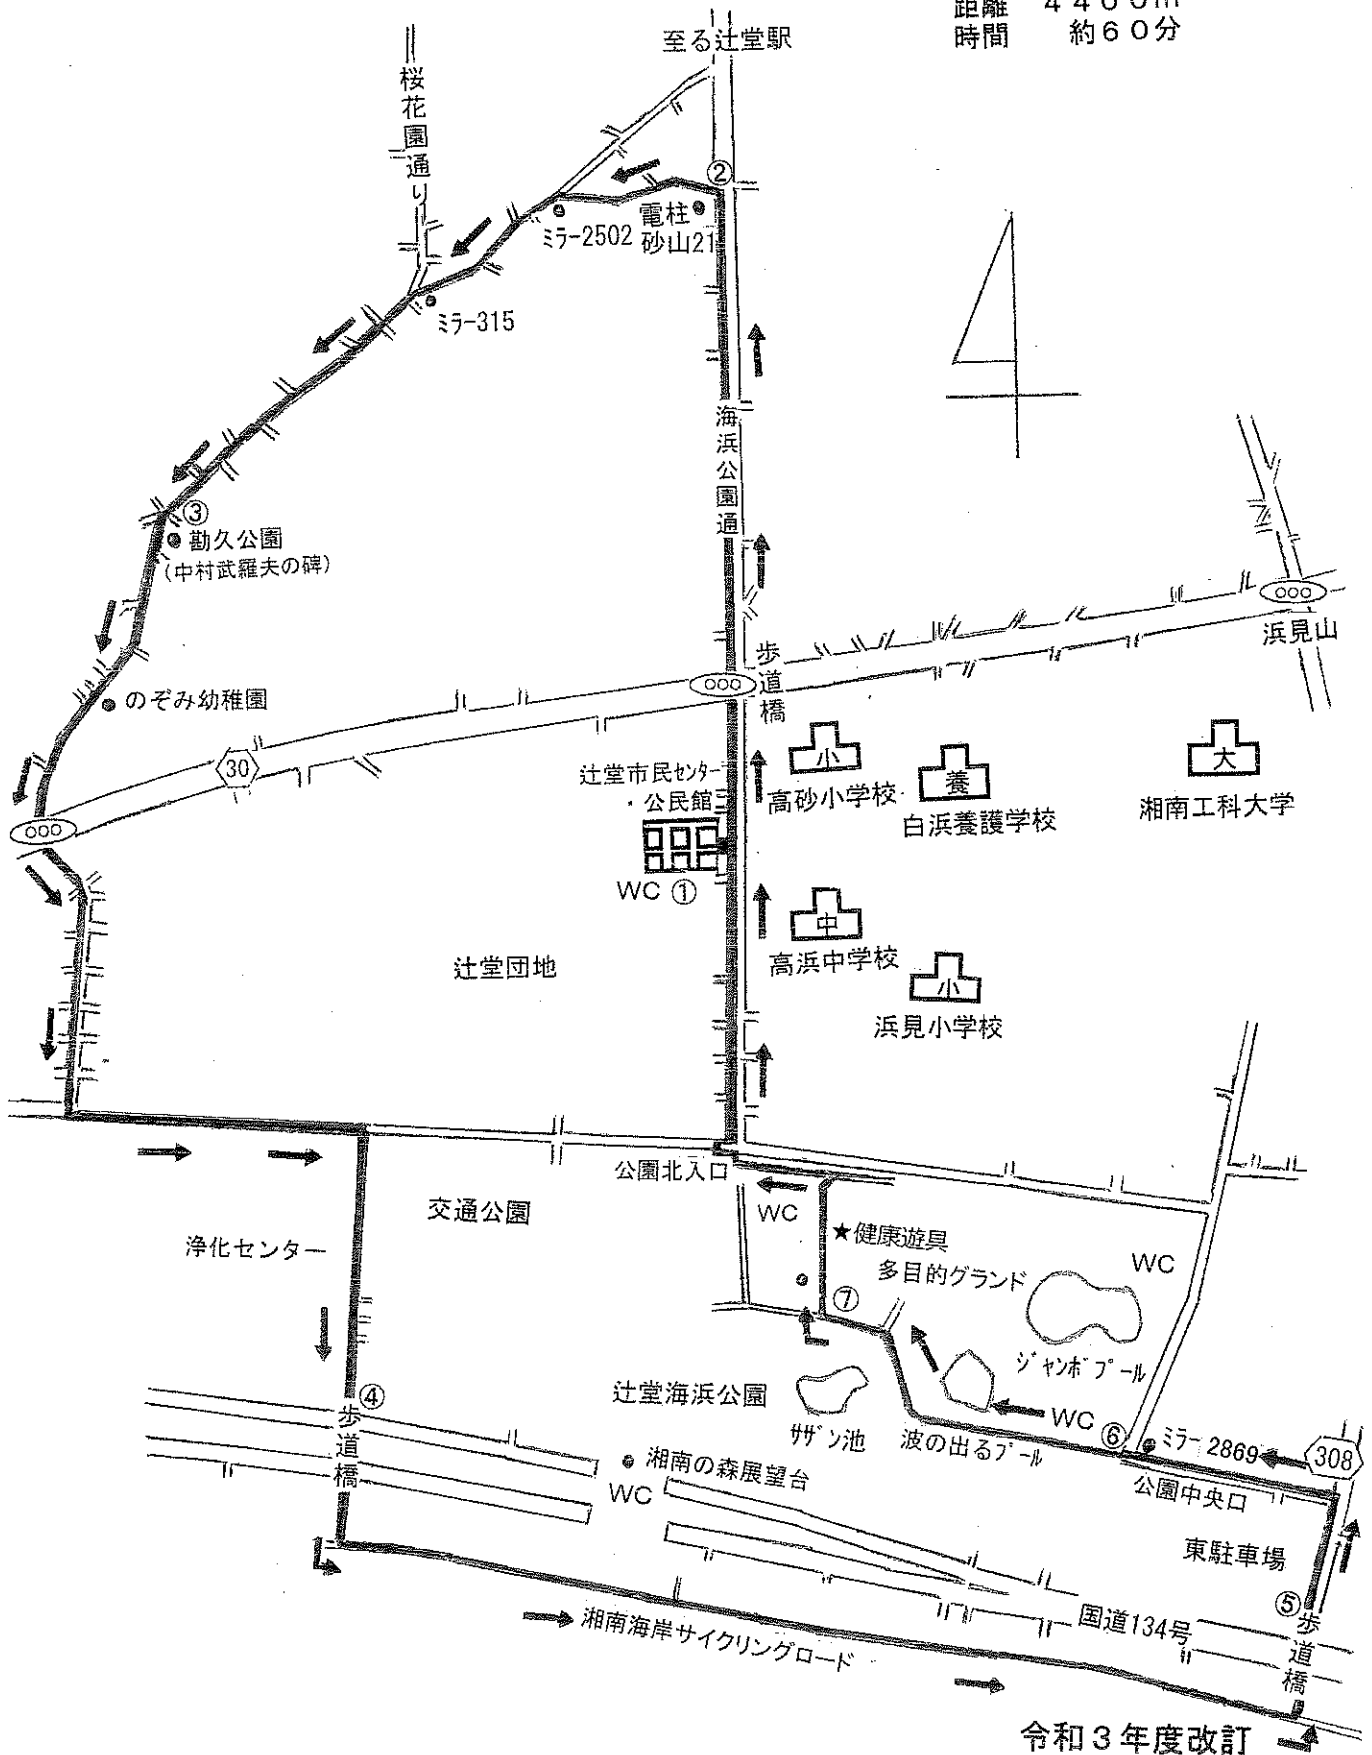 距離 4400m
時間 約60分
至る辻堂駅
桜花園通り
②
電柱
砂山21
ミラー2502
ミラー315
海浜公園通
③
勘久公園
(中村武羅夫の碑)
浜見山
歩道橋
のぞみ幼稚園
30
小
高砂小学校
養
白浜養護学校
大
湘南工科大学
辻堂市民センター
・公民館
WC ①
中
高浜中学校
辻堂団地
小
浜見小学校
公園北入口
WC
交通公園
浄化センター
★健康遊具
多目的グランド
WC
⑦
ジャンボプール
④
歩道橋
辻堂海浜公園
サザン池
波の出るプール
WC
⑥
ミラー2869
308
公園中央口
湘南の森展望台
WC
東駐車場
⑤
歩道橋
国道134号
湘南海岸サイクリングロード
令和3年度改訂